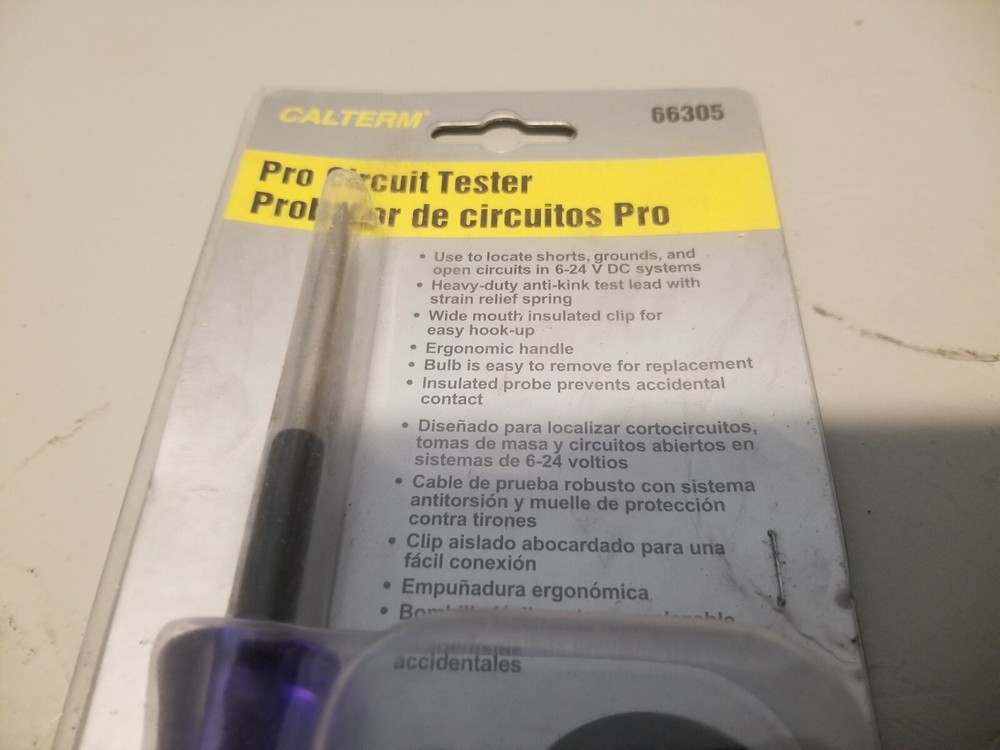 CALTERM®
66305
Pro Circuit Tester
de circuitos Pro
• Use to locate shorts, grounds, and
open circuits in 6-24 V DC systems
• Heavy-duty anti-kink test lead with
strain relief spring
• Wide mouth insulated clip for
easy hook-up
• Ergonomic handle
• Bulb is easy to remove for replacement
• Insulated probe prevents accidental
contact
• Diseñado para localizar cortocircuitos,
tomas de masa y circuitos abiertos en
sistemas de 6-24 voltios
• Cable de prueba robusto con sistema
antitorsión y muelle de protección
contra tirones
• Clip aislado abocardado para una
fácil conexión
• Empuñadura ergonómica
•
accidentales